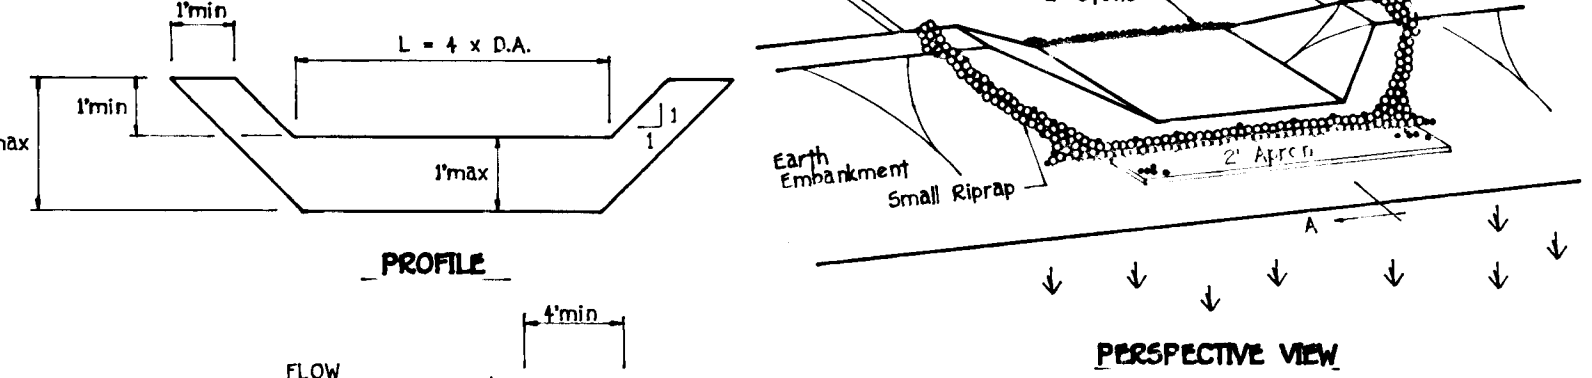 1'min
L = 4 x D.A.
1'min
max
1
1
1'max
PROFILE
4'min
FLOW
Earth
Embankment
Small Riprap
2' Apron
A
PERSPECTIVE VIEW